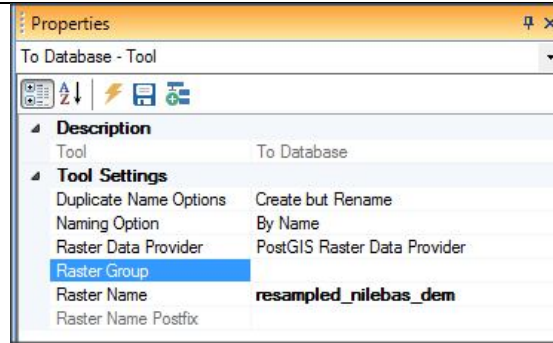 Properties
To Database - Tool
Description
Tool To Database
Tool Settings
Duplicate Name Options Create but Rename
Naming Option By Name
Raster Data Provider PostGIS Raster Data Provider
Raster Group
Raster Name resampled_nilebas_dem
Raster Name Postfix